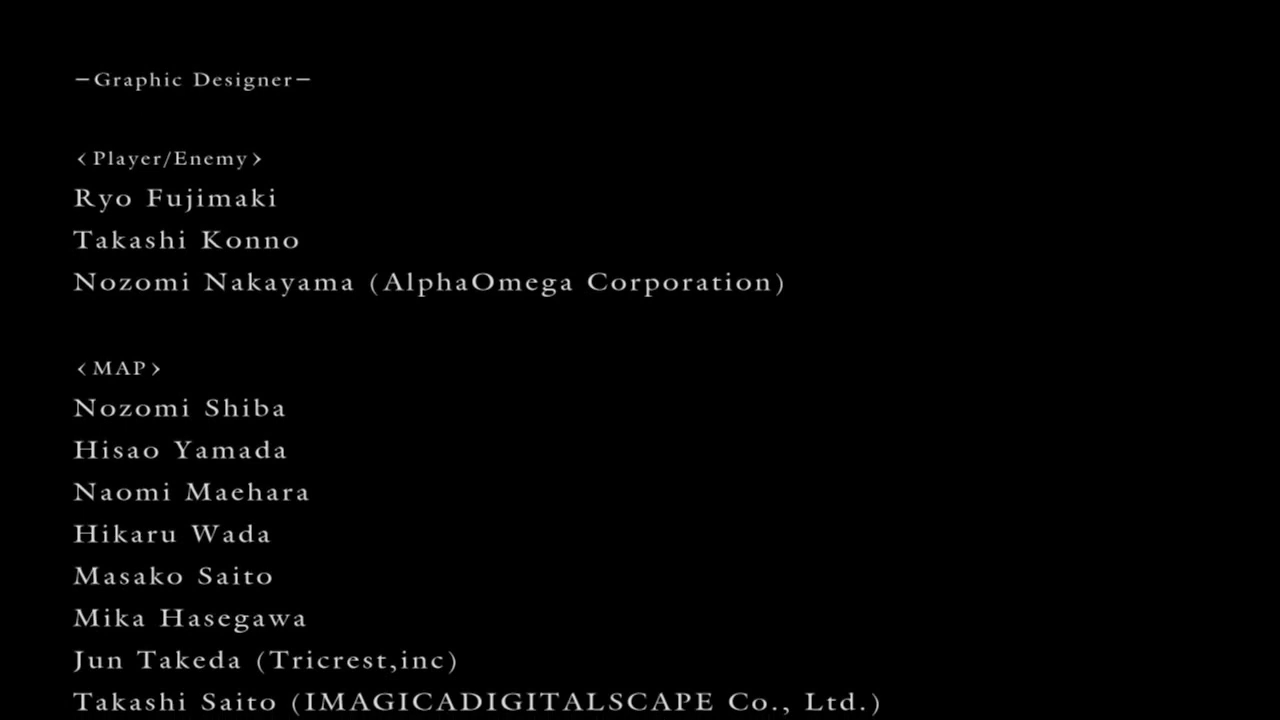 −Graphic Designer−
‹Player/Enemy›
Ryo Fujimaki
Takashi Konno
Nozomi Nakayama (AlphaOmega Corporation)
‹MAP›
Nozomi Shiba
Hisao Yamada
Naomi Maehara
Hikaru Wada
Masako Saito
Mika Hasegawa
Jun Takeda (Tricrest,inc)
Takashi Saito (IMAGICADIGITALSCAPE Co., Ltd.)